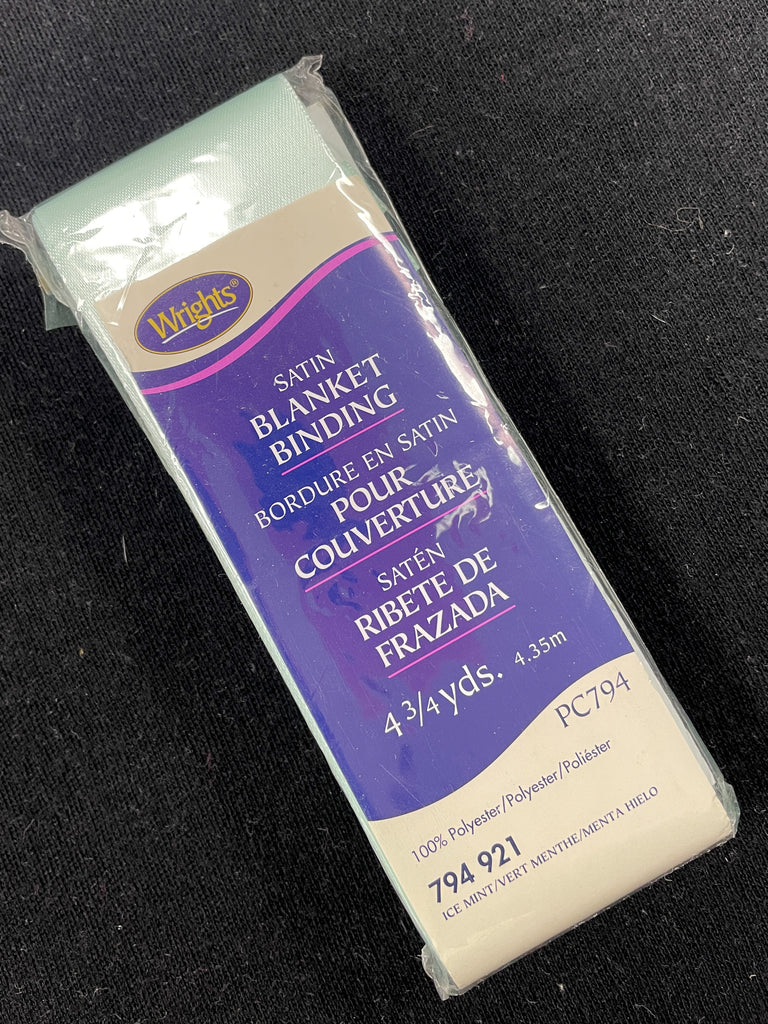 Wrights®
SATIN
BLANKET
BINDING
BORDURE EN SATIN
POUR
COUVERTURE
SATÉN
RIBETE DE
FRAZADA
4 3/4 yds. 4.35m
PC794
100% Polyester/Polyester/Poliéster
794 921
ICE MINT/VERT MENTHE/MENTA HIELO